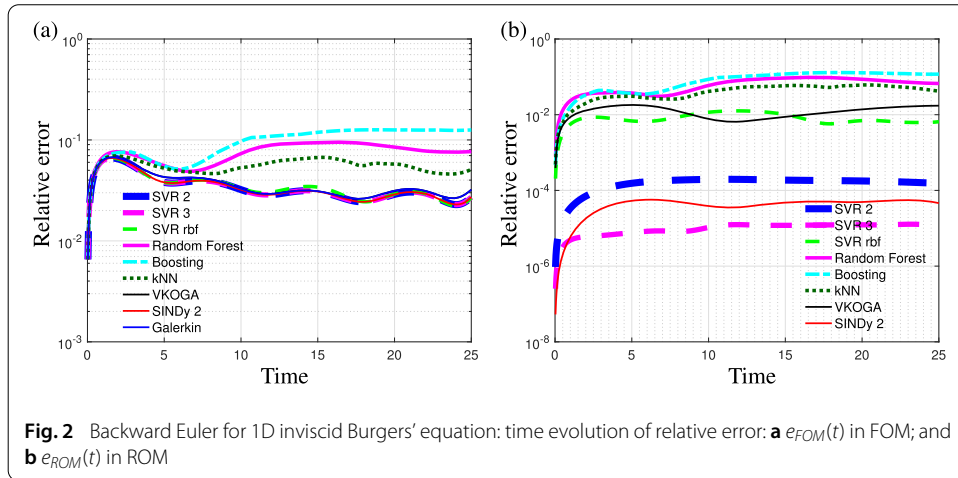 (a)
10^0
10^-1
10^-2
10^-3
Relative error
SVR 2
SVR 3
SVR rbf
Random Forest
Boosting
kNN
VKOGA
SINDy 2
Galerkin
0 5 10 15 20 25
Time
(b)
10^0
10^-2
10^-4
10^-6
10^-8
Relative error
SVR 2
SVR 3
SVR rbf
Random Forest
Boosting
kNN
VKOGA
SINDy 2
0 5 10 15 20 25
Time
Fig. 2 Backward Euler for 1D inviscid Burgers’ equation: time evolution of relative error: a e_FOM(t) in FOM; and
b e_ROM(t) in ROM